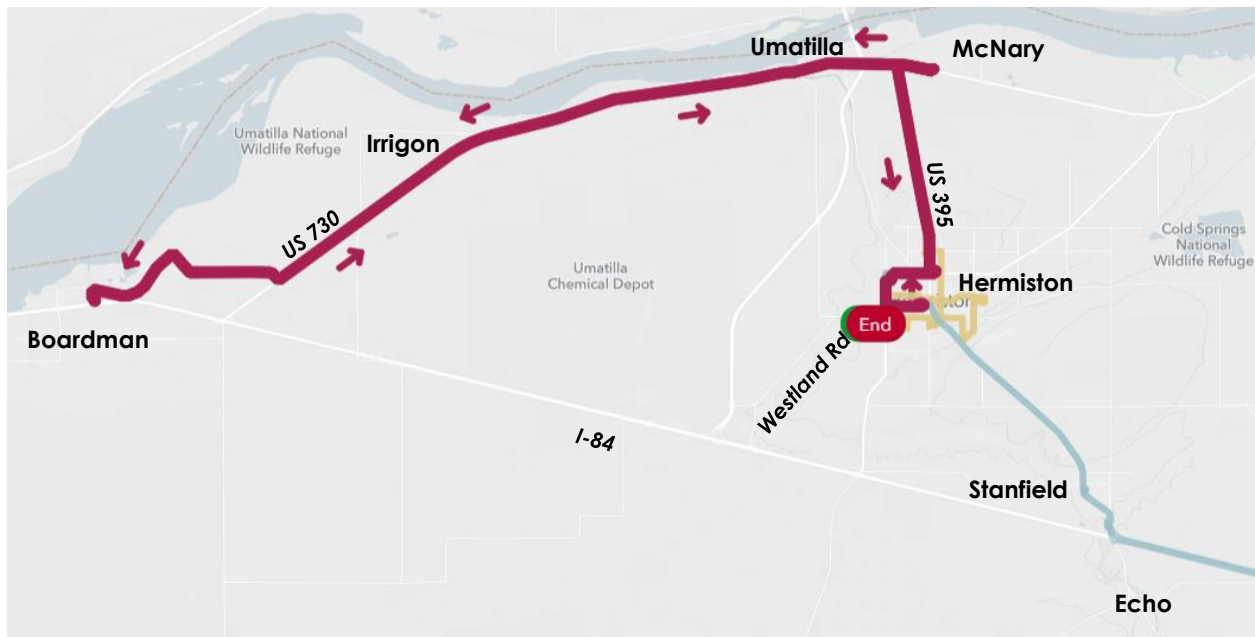 Umatilla
McNary
Umatilla National
Wildlife Refuge
Irrigon
US 395
US 730
Cold Springs
National
Wildlife Refuge
Umatilla
Chemical Depot
Hermiston
End
Boardman
Westland Rd
I-84
Stanfield
Echo